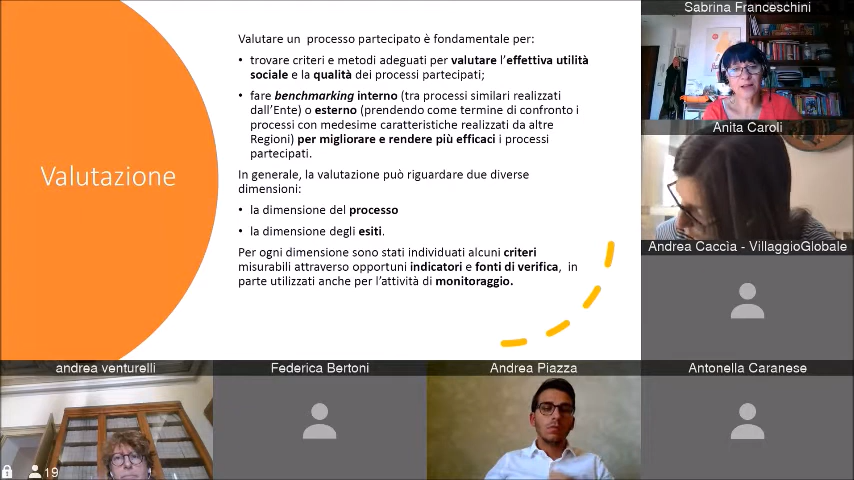 Valutazione
Valutare un processo partecipato è fondamentale per:
• trovare criteri e metodi adeguati per valutare l'effettiva utilità
sociale e la qualità dei processi partecipati;
• fare benchmarking interno (tra processi similari realizzati
dall'Ente) o esterno (prendendo come termine di confronto i
processi con medesime caratteristiche realizzati da altre
Regioni) per migliorare e rendere più efficaci i processi
partecipati.
In generale, la valutazione può riguardare due diverse
dimensioni:
• la dimensione del processo
• la dimensione degli esiti.
Per ogni dimensione sono stati individuati alcuni criteri
misurabili attraverso opportuni indicatori e fonti di verifica, in
parte utilizzati anche per l'attività di monitoraggio.
Sabrina Franceschini
Anita Caroli
Andrea Caccia - VillaggioGlobale
andrea venturelli
Federica Bertoni
Andrea Piazza
Antonella Caranese
19